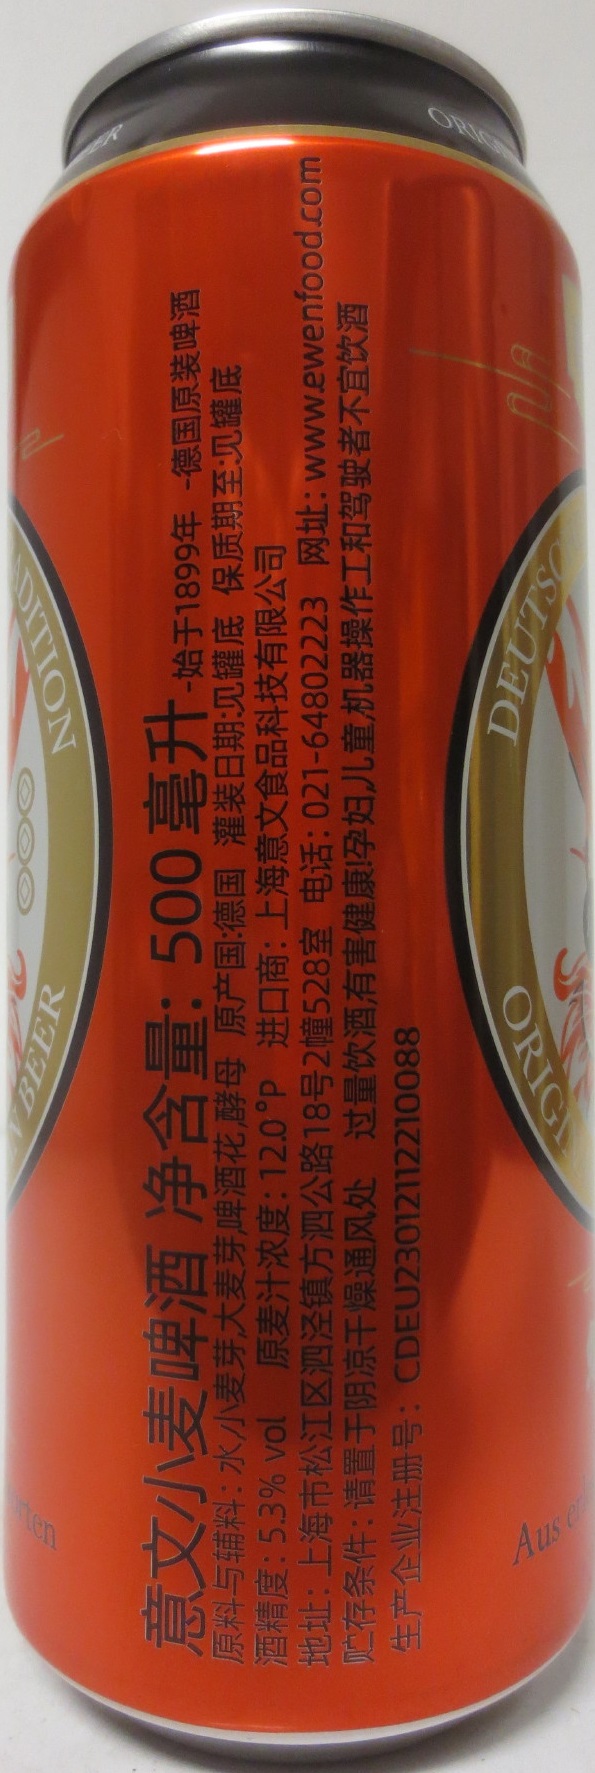 意文小麦啤酒 净含量: 500 毫升 -始于1899年 -德国原装啤酒
原料与辅料: 水,小麦芽,大麦芽,啤酒花,酵母 原产国:德国 灌装日期:见罐底 保质期至:见罐底
酒精度: 5.3% vol 原麦汁浓度: 12.0°P 进口商: 上海意文食品科技有限公司
地址: 上海市松江区泗泾镇方泗公路18号2幢528室 电话: 021-64802223 网址: www.ewenfood.com
贮存条件: 请置于阴凉干燥通风处 过量饮酒,有害健康!孕妇,儿童,机器操作工和驾驶者不宜饮酒
生产企业注册号: CDEU23012112210088
BEER
Aus